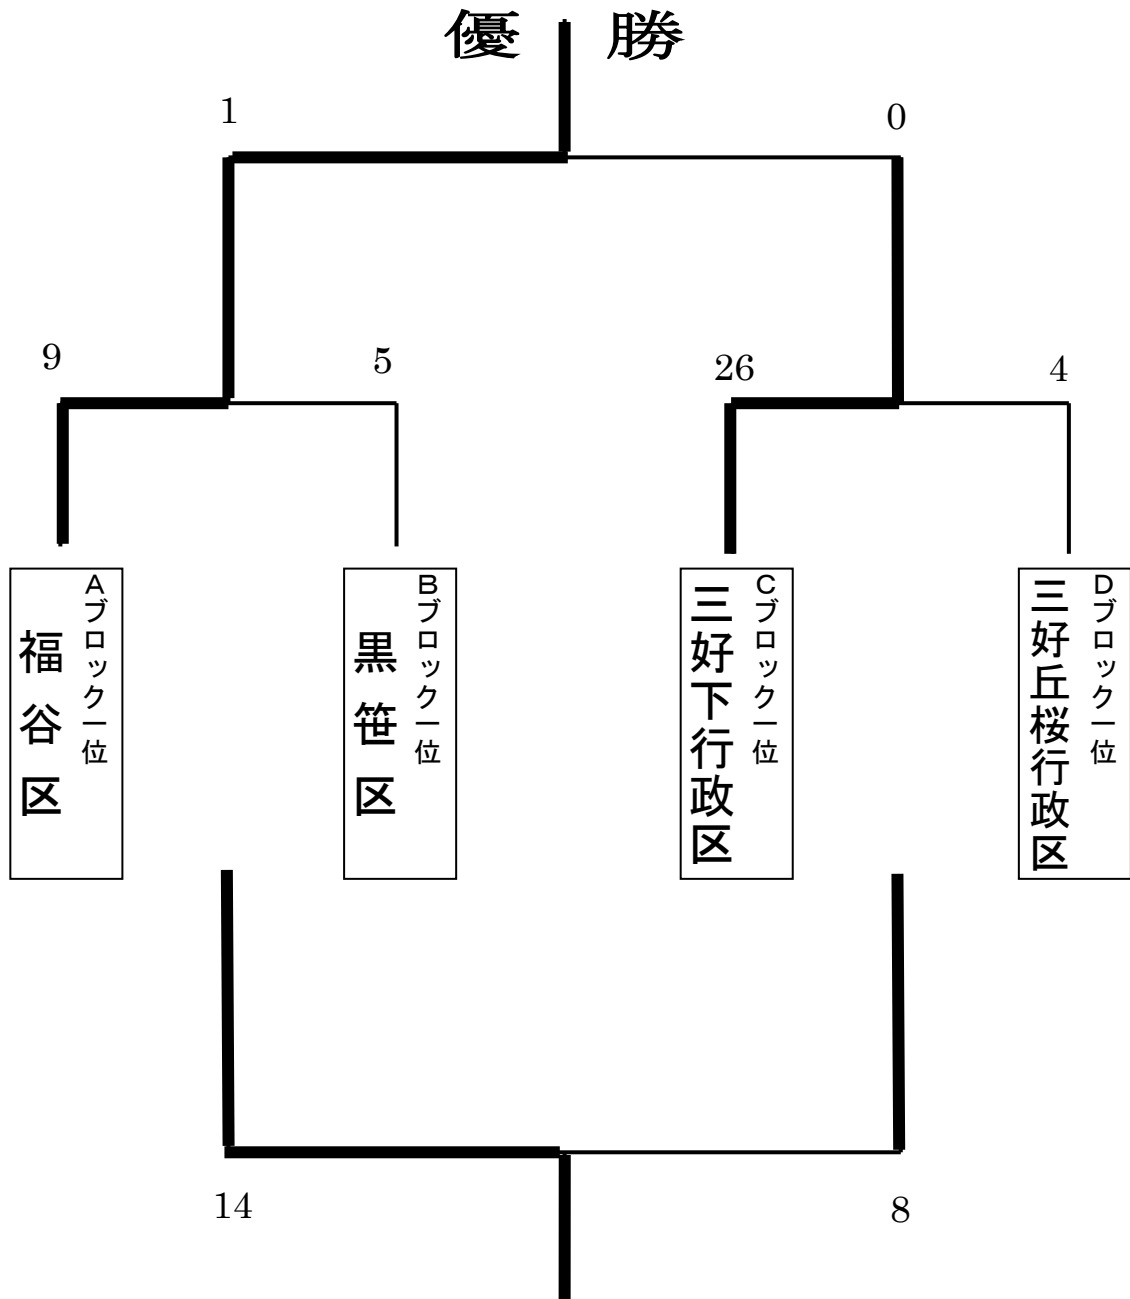 優勝
1
0
9
5
26
4
Aブロック一位
福谷区
Bブロック一位
黒笹区
Cブロック一位
三好下行政区
Dブロック一位
三好丘桜行政区
14
8